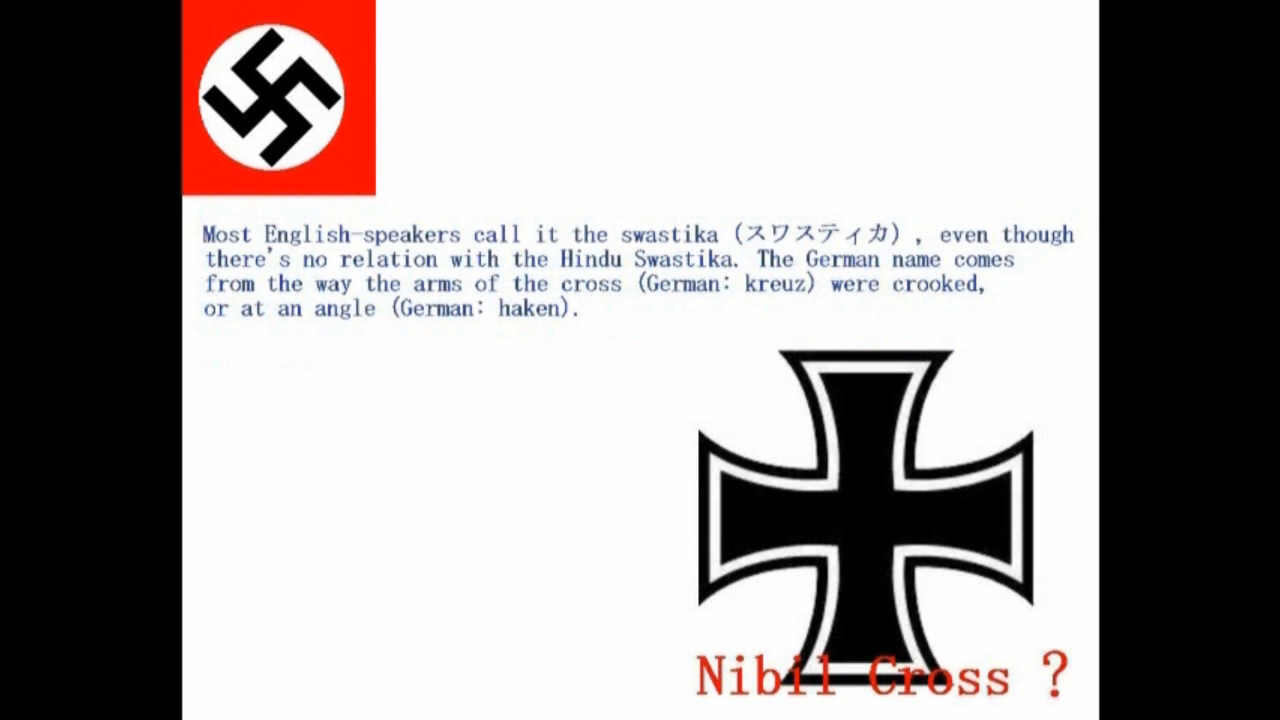 Most English-speakers call it the swastika (スワスティカ), even though
there's no relation with the Hindu Swastika. The German name comes
from the way the arms of the cross (German: kreuz) were crooked,
or at an angle (German: haken).
Nibil Cross ?